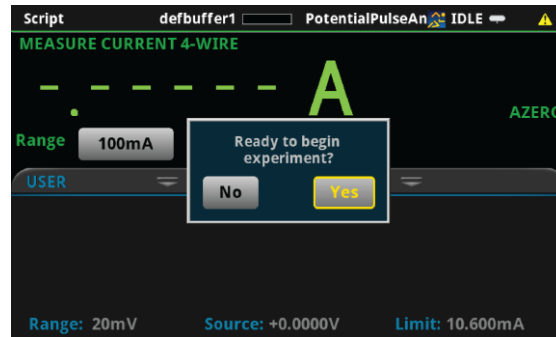 Script defbuffer1 PotentialPulseAn IDLE
MEASURE CURRENT 4-WIRE
-.----- A
AZERO
Range 100mA
Ready to begin
experiment?
No Yes
USER
Range: 20mV Source: +0.0000V Limit: 10.600mA